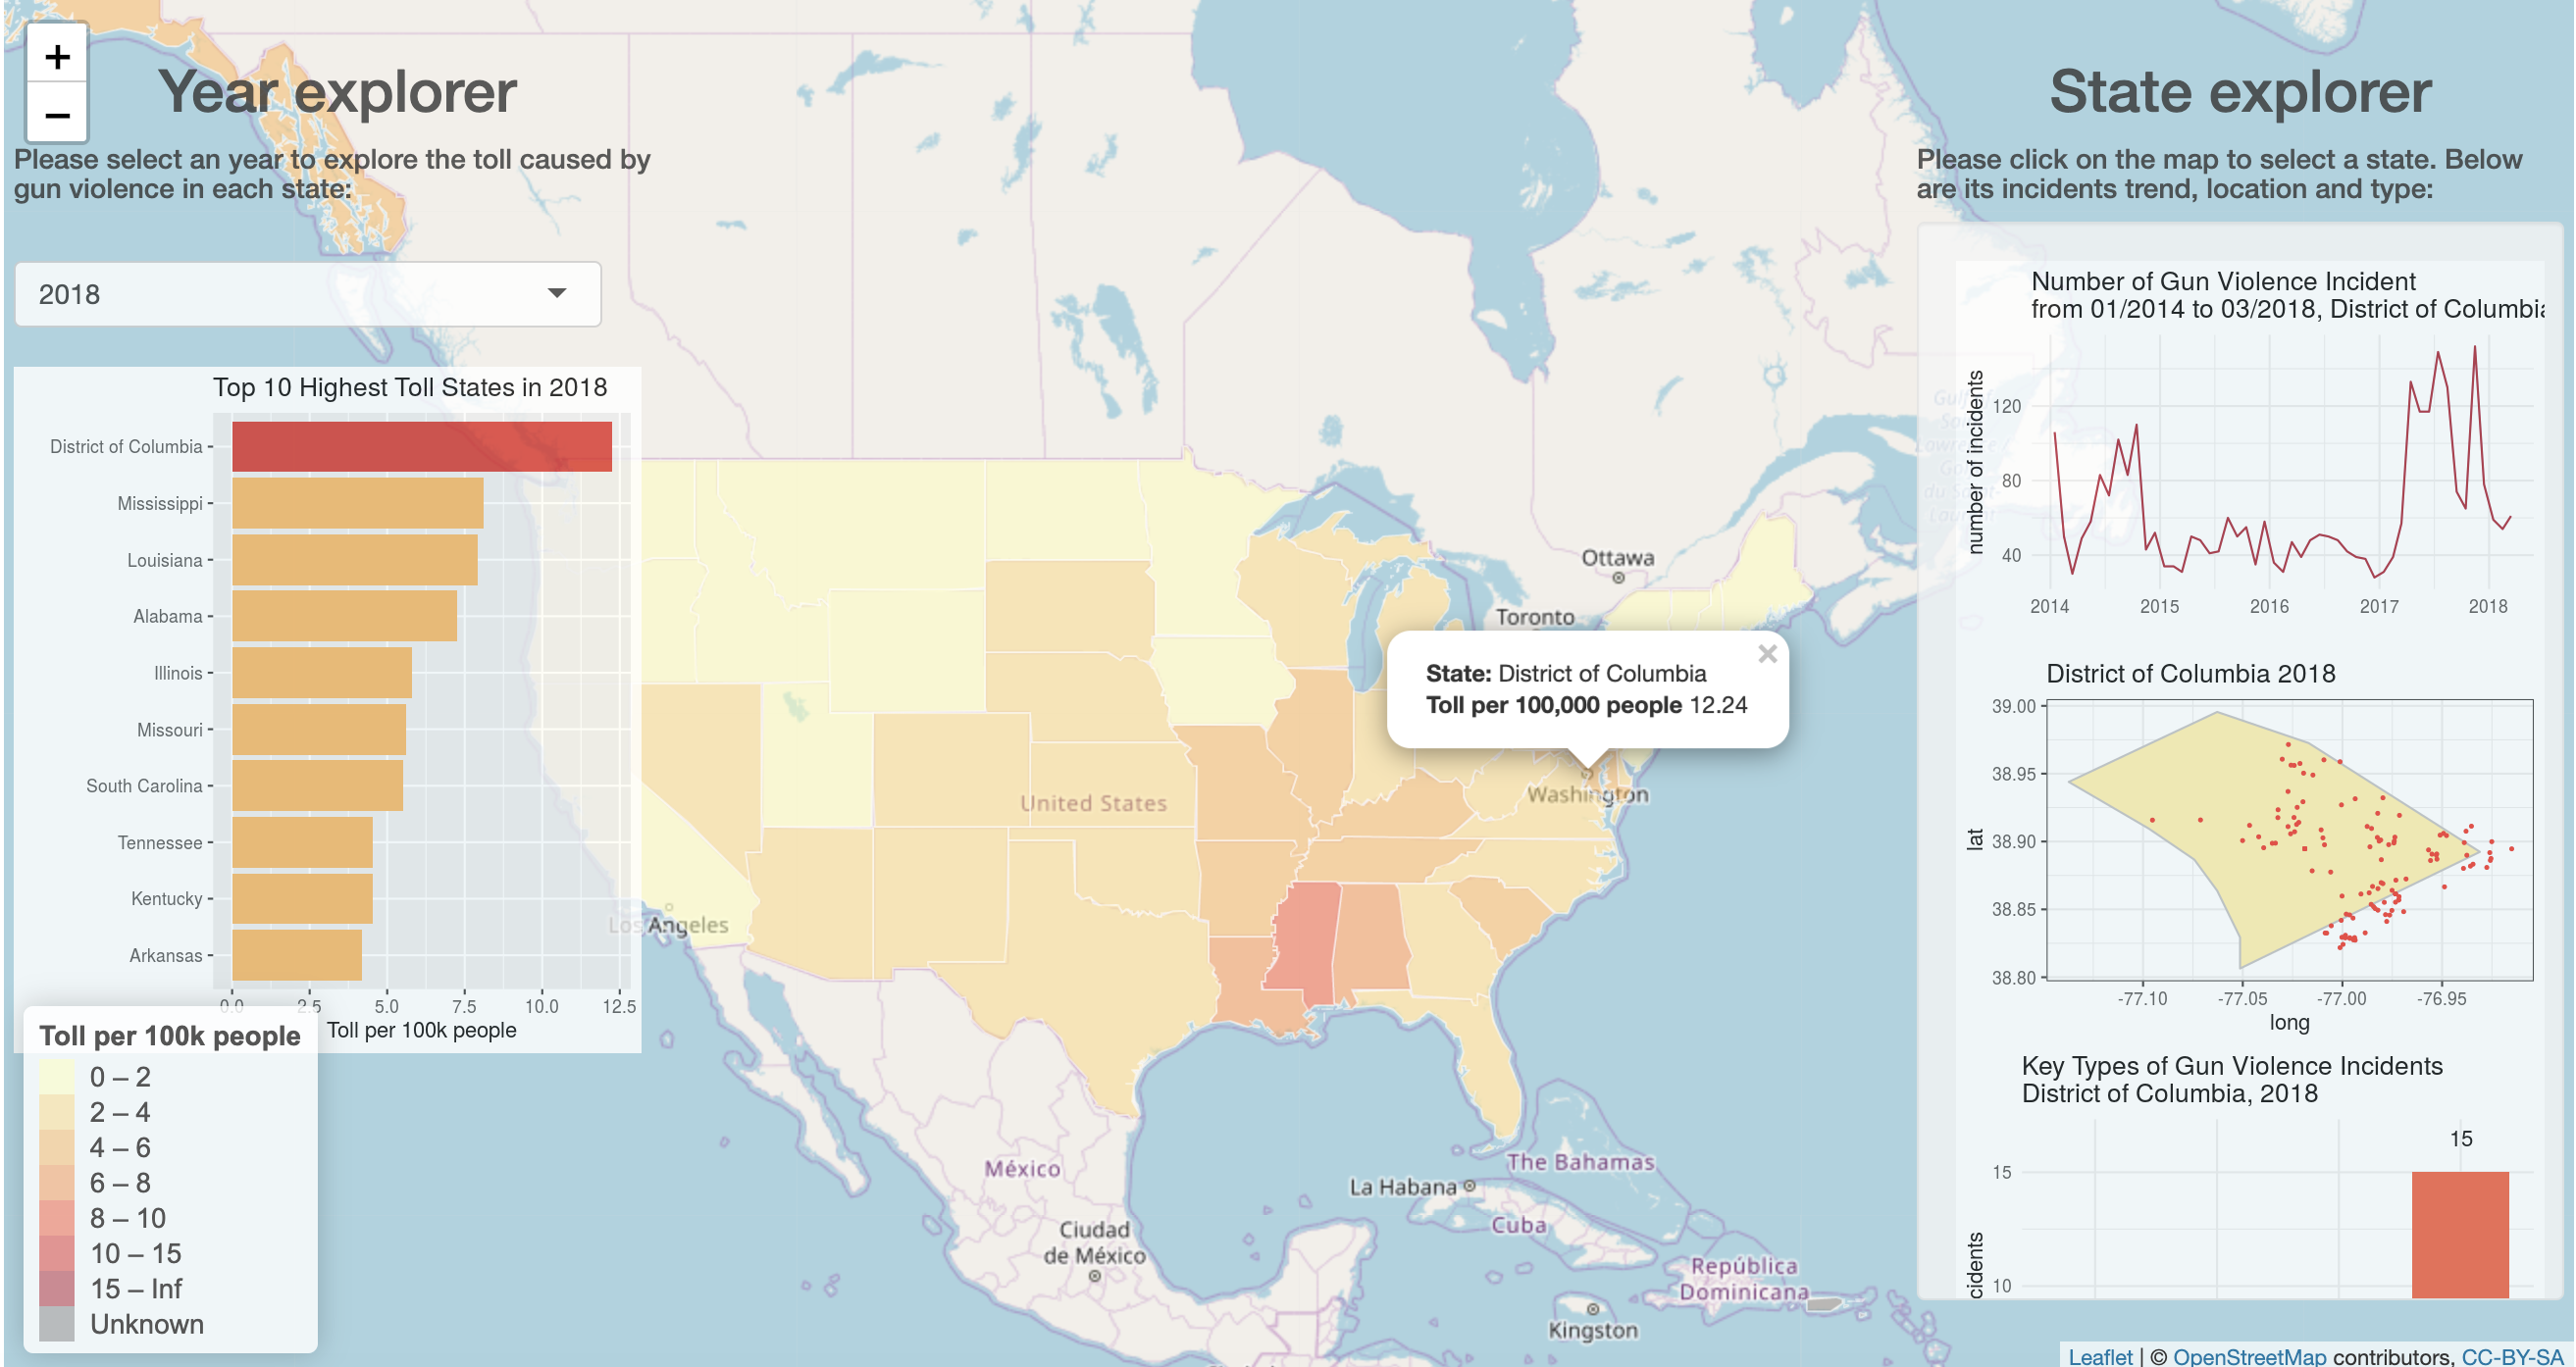 +
−
Year explorer
Please select an year to explore the toll caused by
gun violence in each state:
2018
Top 10 Highest Toll States in 2018
District of Columbia
Mississippi
Louisiana
Alabama
Illinois
Missouri
South Carolina
Tennessee
Kentucky
Arkansas
0.0 2.5 5.0 7.5 10.0 12.5
Toll per 100k people
Toll per 100k people
0 – 2
2 – 4
4 – 6
6 – 8
8 – 10
10 – 15
15 – Inf
Unknown
Ottawa
Toronto
State: District of Columbia
Toll per 100,000 people 12.24
×
Washington
United States
Los Angeles
México
Ciudad
de México
The Bahamas
La Habana
Cuba
República
Dominicana
Kingston
State explorer
Please click on the map to select a state. Below
are its incidents trend, location and type:
Number of Gun Violence Incident
from 01/2014 to 03/2018, District of Columbia
number of incidents
120
80
40
2014 2015 2016 2017 2018
District of Columbia 2018
lat
39.00
38.95
38.90
38.85
38.80
-77.10 -77.05 -77.00 -76.95
long
Key Types of Gun Violence Incidents
District of Columbia, 2018
15
15
10
cidents
Leaflet | © OpenStreetMap contributors, CC-BY-SA